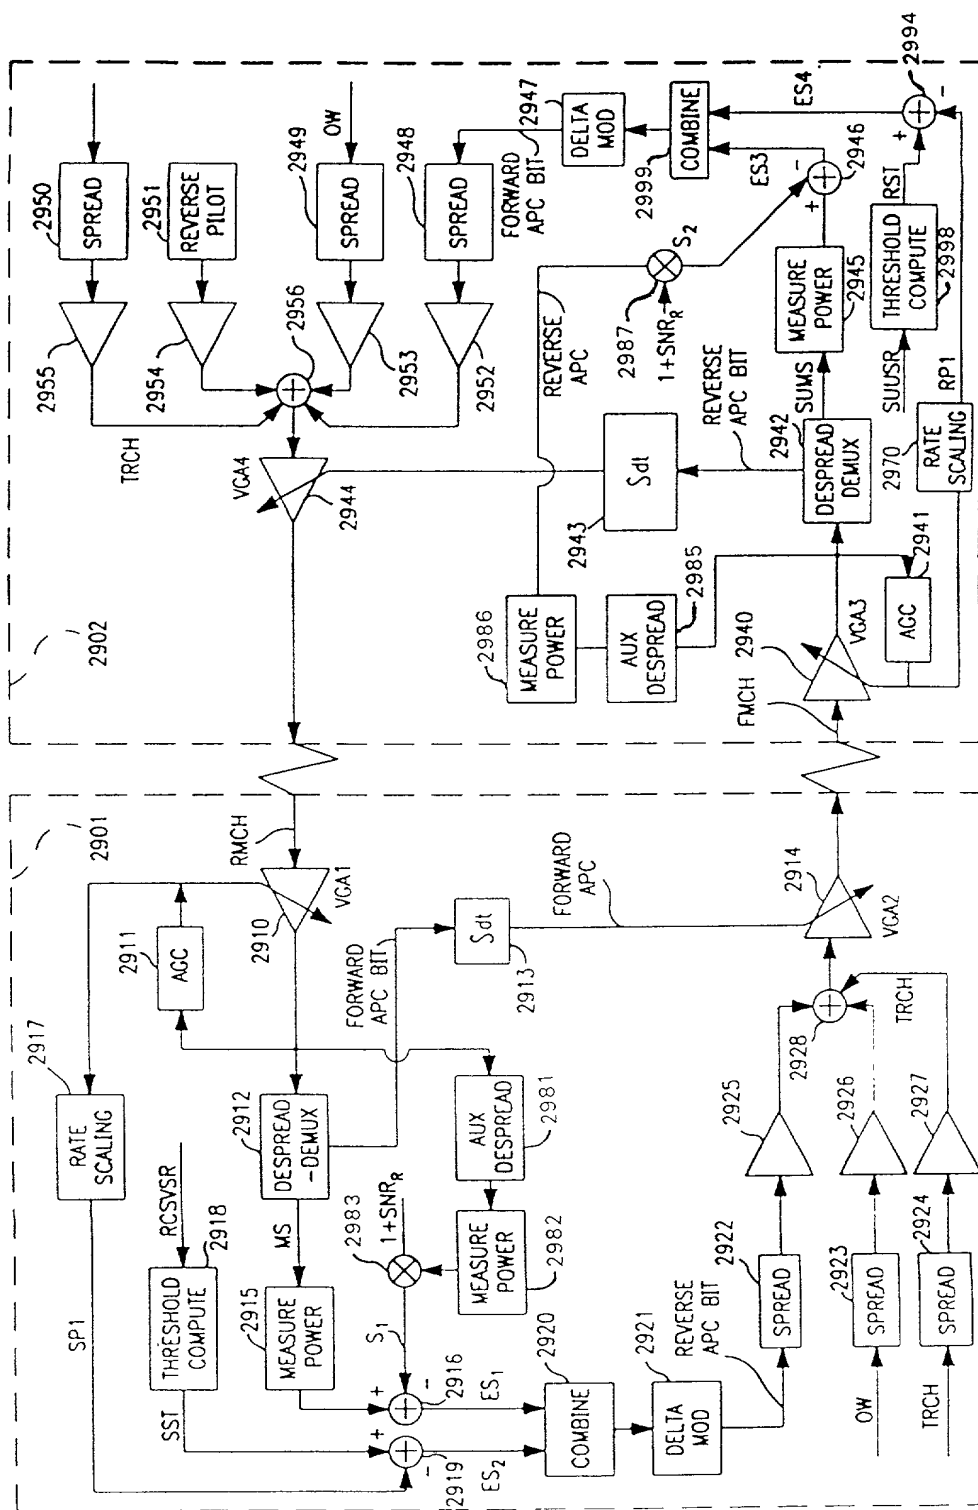 2950
SPREAD
2955
2951
REVERSE
PILOT
2954
OW
2949
SPREAD
2953
2948
SPREAD
2952
FORWARD
APC BIT
2947
DELTA
MOD
2999
COMBINE
ES4
ES3
2994
+
-
2946
+
-
RST
THRESHOLD
COMPUTE
2998
SUUSR
MEASURE
POWER
2945
SUMS
S2
2987
1+SNRR
REVERSE
APC
2956
TRCH
VGA4
2944
Sdt
2943
REVERSE
APC BIT
2942
DESPREAD
DEMUX
RP1
2970
RATE
SCALING
2941
AGC
2985
AUX
DESPREAD
2986
MEASURE
POWER
2940
VGA3
FMCH
2902
2901
RMCH
VGA1
2910
2911
AGC
2917
RATE
SCALING
SP1
RCSVSR
2918
THRESHOLD
COMPUTE
SST
2912
DESPREAD
-DEMUX
MS
2915
MEASURE
POWER
FORWARD
APC BIT
Sdt
2913
FORWARD
APC
2914
VGA2
2981
AUX
DESPREAD
2982
MEASURE
POWER
2983
1+SNRR
S1
+
-
2916
ES1
+
-
2919
ES2
2920
COMBINE
2921
DELTA
MOD
REVERSE
APC BIT
2922
SPREAD
2925
2928
2923
SPREAD
2926
OW
2924
SPREAD
2927
TRCH
TRCH